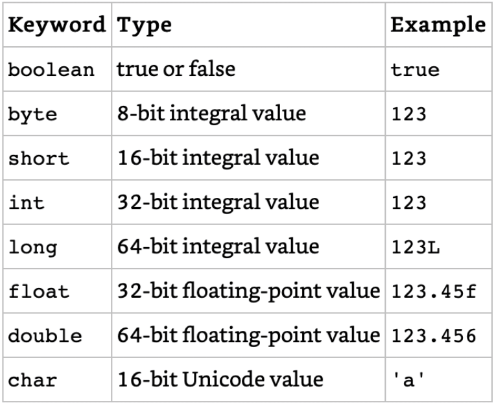 Keyword Type Example
boolean true or false true
byte 8-bit integral value 123
short 16-bit integral value 123
int 32-bit integral value 123
long 64-bit integral value 123L
float 32-bit floating-point value 123.45f
double 64-bit floating-point value 123.456
char 16-bit Unicode value 'a'